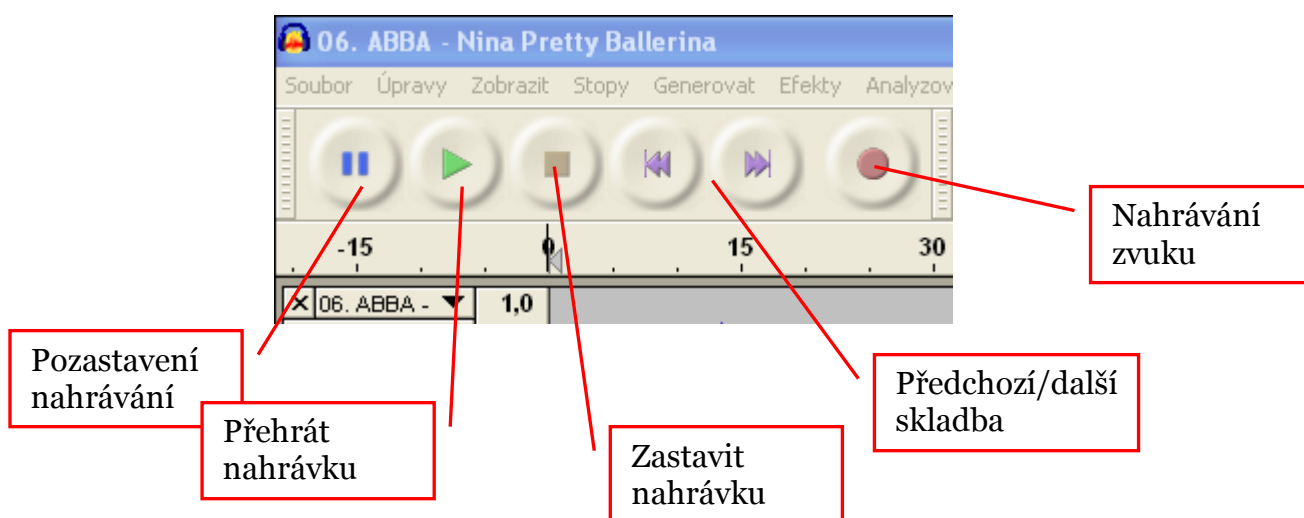 06. ABBA - Nina Pretty Ballerina
Soubor Úpravy Zobrazit Stopy Generovat Efekty Analyzov
-15 0 15 30
06. ABBA - 1,0
Nahrávání
zvuku
Pozastavení
nahrávání
Předchozí/další
skladba
Přehrát
nahrávku
Zastavit
nahrávku